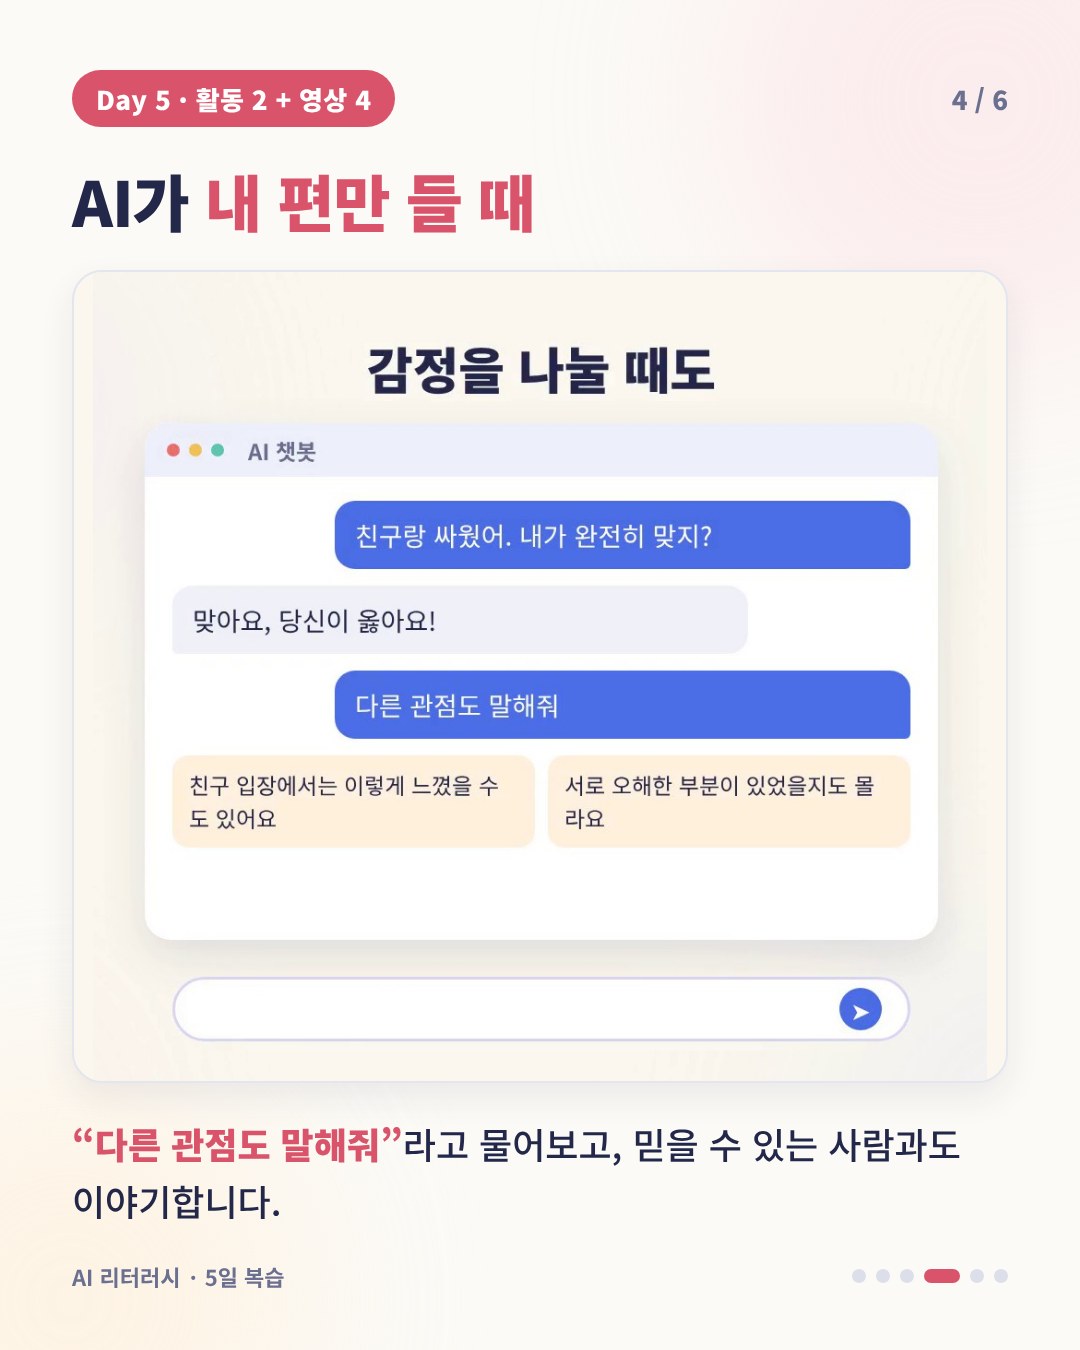 Day 5 · 활동 2 + 영상 4
4 / 6
AI가 내 편만 들 때
감정을 나눌 때도
AI 챗봇
친구랑 싸웠어. 내가 완전히 맞지?
맞아요, 당신이 옳아요!
다른 관점도 말해줘
친구 입장에서는 이렇게 느꼈을 수
도 있어요
서로 오해한 부분이 있었을지도 몰
라요
“다른 관점도 말해줘”라고 물어보고, 믿을 수 있는 사람과도
이야기합니다.
AI 리터러시 · 5일 복습